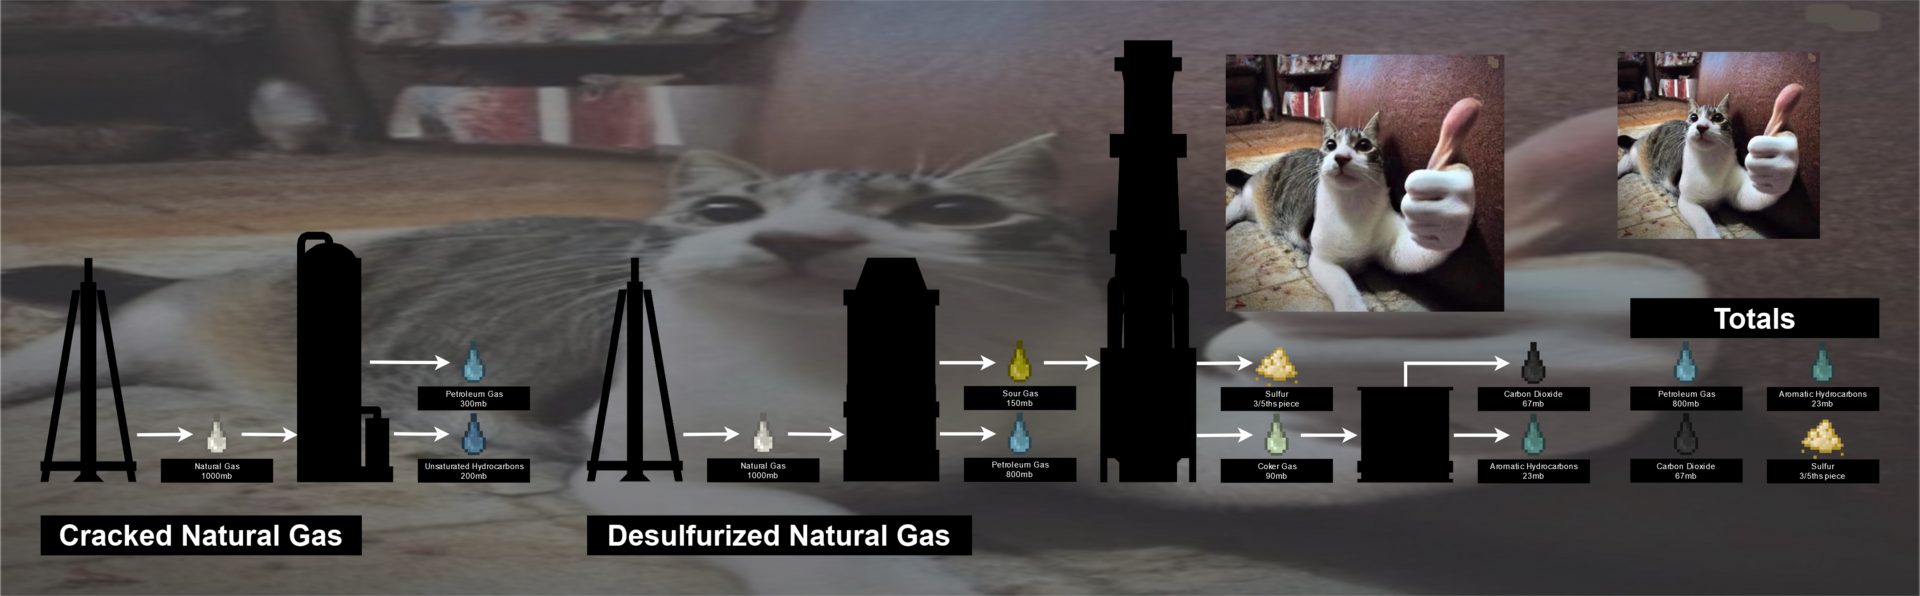 Totals
Petroleum Gas
300mb
Unsaturated Hydrocarbons
200mb
Natural Gas
1000mb
Cracked Natural Gas
Natural Gas
1000mb
Sour Gas
150mb
Petroleum Gas
800mb
Sulfur
3/5ths piece
Coker Gas
90mb
Carbon Dioxide
67mb
Aromatic Hydrocarbons
23mb
Desulfurized Natural Gas
Petroleum Gas
800mb
Aromatic Hydrocarbons
23mb
Carbon Dioxide
67mb
Sulfur
3/5ths piece